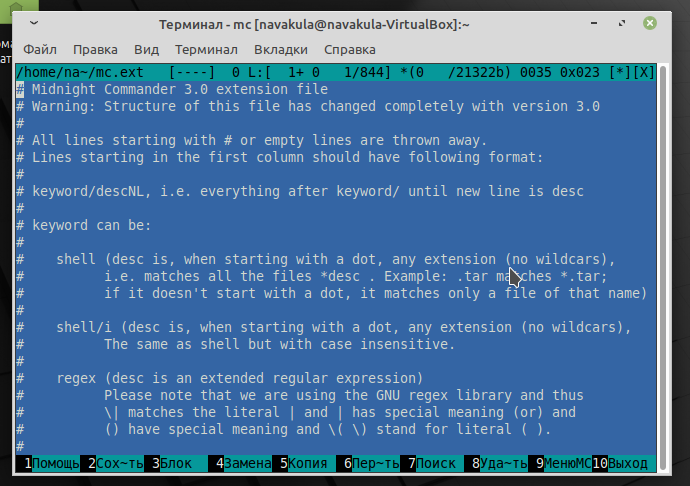 Терминал - mc [navakula@navakula-VirtualBox]:~
Файл Правка Вид Терминал Вкладки Справка
/home/na~/mc.ext [----] 0 L:[ 1+ 0 1/844] *(0 /21322b) 0035 0x023 [*][X]
# Midnight Commander 3.0 extension file
# Warning: Structure of this file has changed completely with version 3.0
#
# All lines starting with # or empty lines are thrown away.
# Lines starting in the first column should have following format:
#
# keyword/descNL, i.e. everything after keyword/ until new line is desc
#
# keyword can be:
#
# shell (desc is, when starting with a dot, any extension (no wildcars),
# i.e. matches all the files *desc . Example: .tar matches *.tar;
# if it doesn't start with a dot, it matches only a file of that name)
#
# shell/i (desc is, when starting with a dot, any extension (no wildcars),
# The same as shell but with case insensitive.
#
# regex (desc is an extended regular expression)
# Please note that we are using the GNU regex library and thus
# \| matches the literal | and | has special meaning (or) and
# () have special meaning and \( \) stand for literal ( ).
#
1Помощь 2Сох~ть 3Блок 4Замена 5Копия 6Пер~ть 7Поиск 8Уда~ть 9МенюMC 10Выход